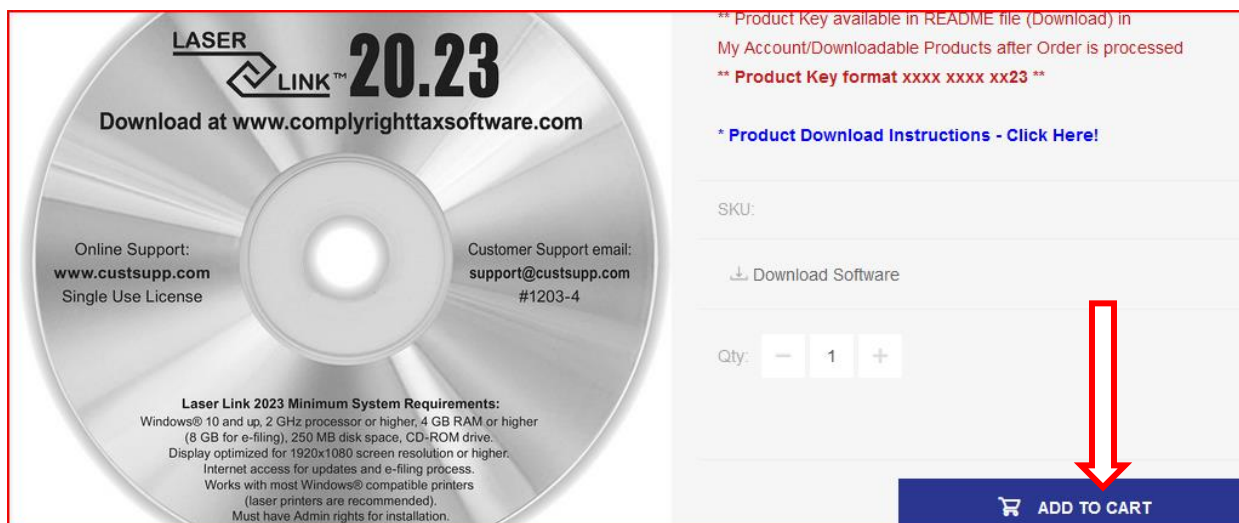 LASER
LINK™ 20.23
Download at www.complyrighttaxsoftware.com
Online Support:
www.custsupp.com
Single Use License
Customer Support email:
support@custsupp.com
#1203-4
Laser Link 2023 Minimum System Requirements:
Windows® 10 and up, 2 GHz processor or higher, 4 GB RAM or higher
(8 GB for e-filing), 250 MB disk space, CD-ROM drive.
Display optimized for 1920x1080 screen resolution or higher.
Internet access for updates and e-filing process.
Works with most Windows® compatible printers
(laser printers are recommended).
Must have Admin rights for installation.
** Product Key available in README file (Download) in
My Account/Downloadable Products after Order is processed
** Product Key format xxxx xxxx xx23 **
* Product Download Instructions - Click Here!
SKU:
Download Software
Qty: − 1 +
ADD TO CART